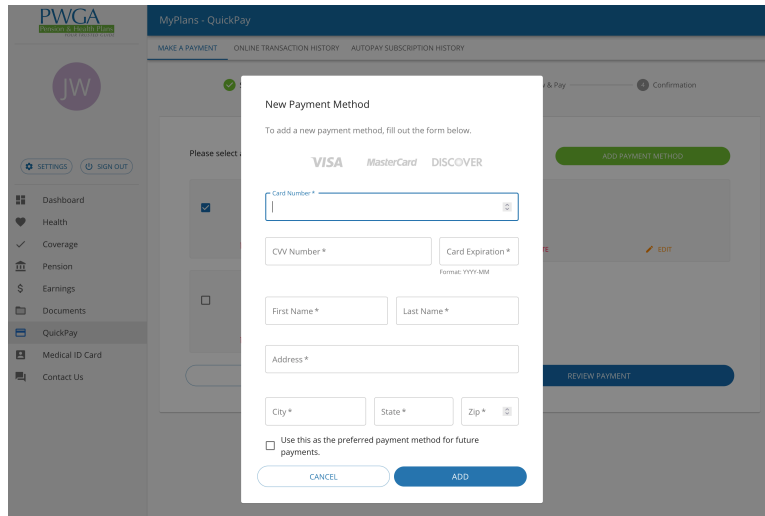 PWGA
Pension & Health Plans
MyPlans - QuickPay
MAKE A PAYMENT ONLINE TRANSACTION HISTORY AUTOPAY SUBSCRIPTION HISTORY
JW
SETTINGS SIGN OUT
Dashboard
Health
Coverage
Pension
Earnings
Documents
QuickPay
Medical ID Card
Contact Us
& Pay 4 Confirmation
Please select
ADD PAYMENT METHOD
EDIT
REVIEW PAYMENT
New Payment Method
To add a new payment method, fill out the form below.
VISA MasterCard DISCOVER
Card Number *
CVV Number * Card Expiration *
Format: YYYY-MM
First Name * Last Name *
Address *
City * State * Zip *
Use this as the preferred payment method for future
payments.
CANCEL ADD